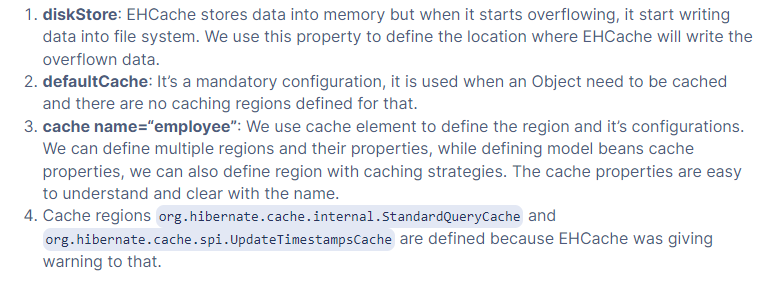 1. diskStore: EHCache stores data into memory but when it starts overflowing, it start writing
data into file system. We use this property to define the location where EHCache will write the
overflown data.
2. defaultCache: It’s a mandatory configuration, it is used when an Object need to be cached
and there are no caching regions defined for that.
3. cache name=“employee”: We use cache element to define the region and it’s configurations.
We can define multiple regions and their properties, while defining model beans cache
properties, we can also define region with caching strategies. The cache properties are easy
to understand and clear with the name.
4. Cache regions org.hibernate.cache.internal.StandardQueryCache and
org.hibernate.cache.spi.UpdateTimestampsCache are defined because EHCache was giving
warning to that.